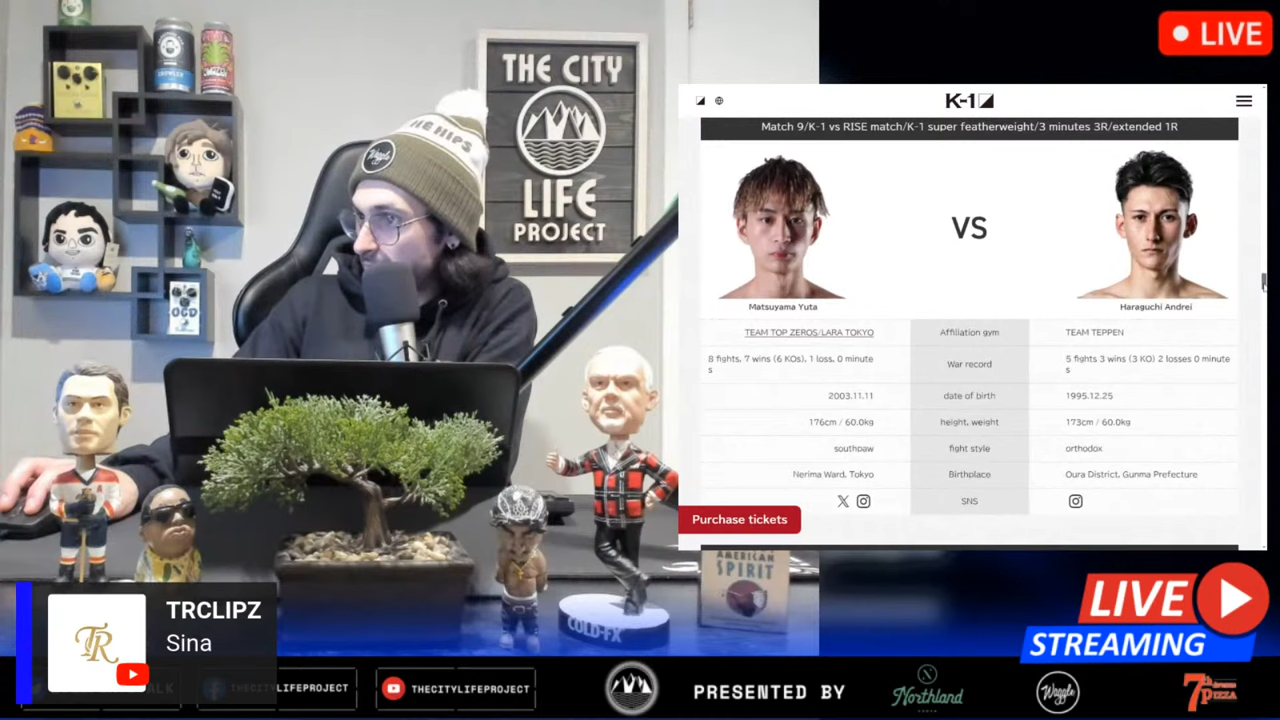 LIVE
THE CITY
LIFE
PROJECT
THE HIPS
Waggle
OCD
K-1
Match 9/K-1 vs RISE match/K-1 super featherweight/3 minutes 3R/extended 1R
VS
Matsuyama Yuta
Haraguchi Andrei
TEAM TOP ZEROS/LARA TOKYO Affiliation gym TEAM TEPPEN
8 fights, 7 wins (6 KOs), 1 loss, 0 minute
s
War record
5 fights 3 wins (3 KO) 2 losses 0 minute
s
2003.11.11 date of birth 1995.12.25
176cm / 60.0kg height, weight 173cm / 60.0kg
southpaw fight style orthodox
Nerima Ward, Tokyo Birthplace Oura District, Gunma Prefecture
SNS
Purchase tickets
AMERICAN
SPIRIT
COLD-FX
LIVE
STREAMING
TRCLIPZ
Sina
TR
THECITYLIFEPROJECT
THECITYLIFEPROJECT
PRESENTED BY
Northland
Waggle
7th
PIZZA